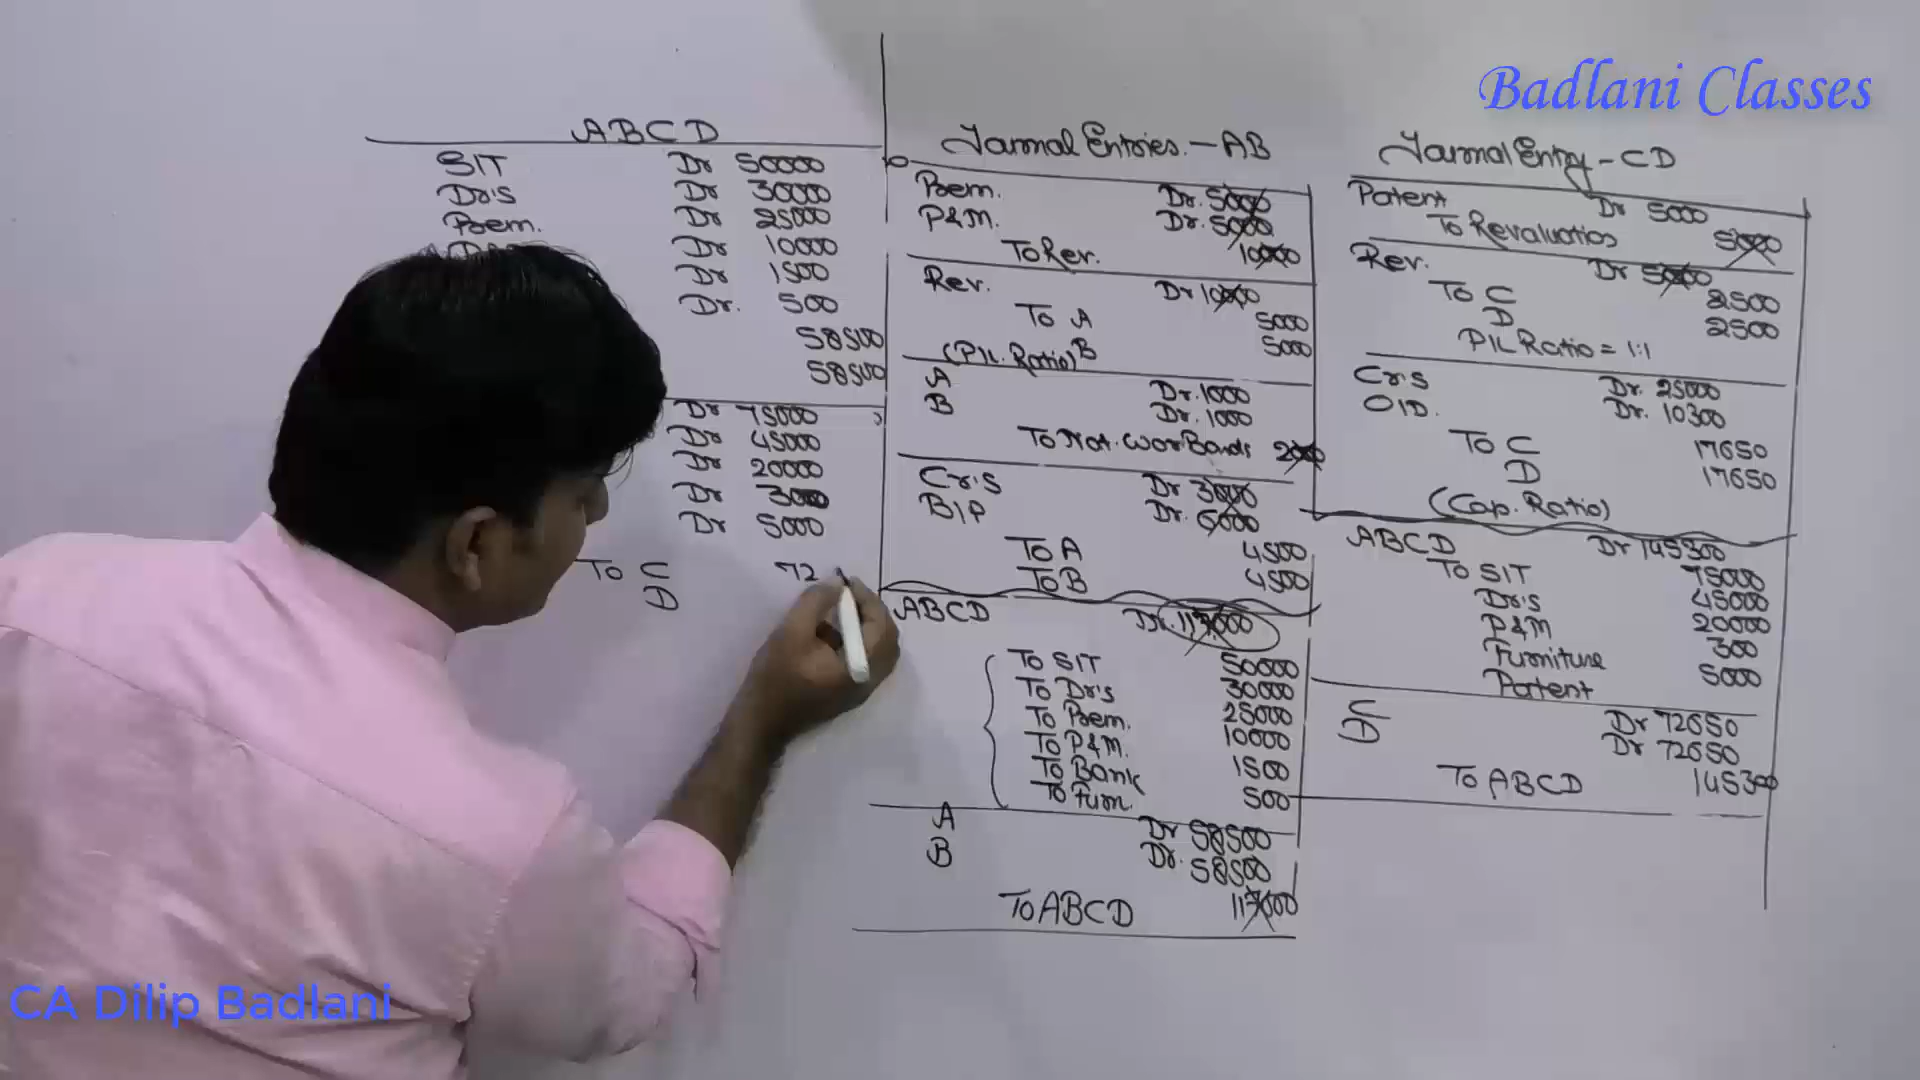 Badlani Classes
ABCD
SIT Dr 50000
Dr's Dr 30000
Prem. Dr 25000
Dr 10000
Dr 1500
Dr. 500
58500
58500
Dr 75000
Dr 45000
Dr 20000
Dr 300
Dr 5000
To C 72
D
Journal Entries - AB
Prem. Dr. 5000
P&M. Dr. 5000
To Rev. 10000
Rev. Dr 10000
To A 5000
B 5000
(P/L. Ratio)
A Dr. 1000
B Dr. 1000
To Not. Wor Bonds 2000
Cr.s Dr 3000
B/P Dr. 6000
To A 4500
To B 4500
ABCD Dr. 117000
To SIT 50000
To Dr's 30000
To Prem. 25000
To P&M. 10000
To Bank 1500
To Furn. 500
A Dr 58500
B Dr. 58500
To ABCD 117000
Journal Entry - CD
Patent Dr 5000
To Revaluation 5000
Rev. Dr 5000
To C 2500
D 2500
P/L Ratio = 1:1
Cr.s Dr. 25000
O/D. Dr. 10300
To C 17650
D 17650
(Cap. Ratio)
ABCD Dr 145300
To SIT 75000
Dr's 45000
P&M 20000
Furniture 300
Patent 5000
C Dr 72650
D Dr 72650
To ABCD 145300
CA Dilip Badlani